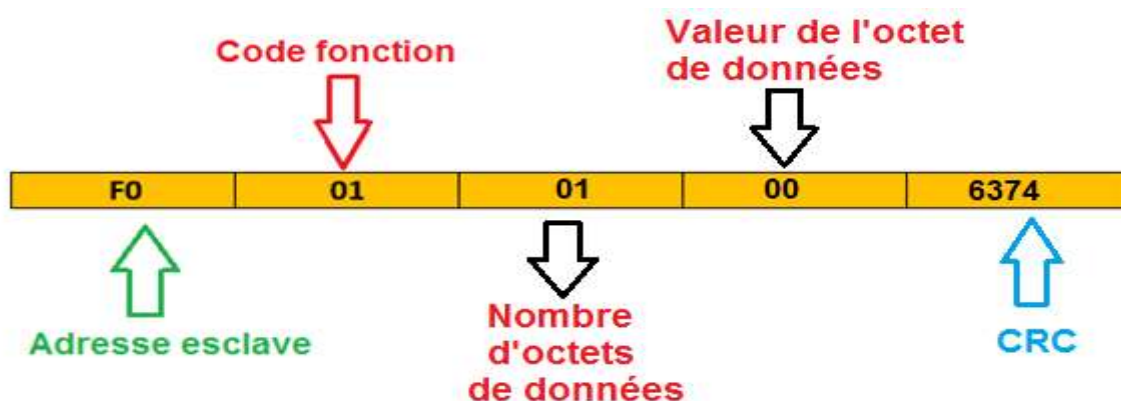 Code fonction
Valeur de l'octet
de données
F0 01 01 00 6374
Adresse esclave
Nombre
d'octets
de données
CRC